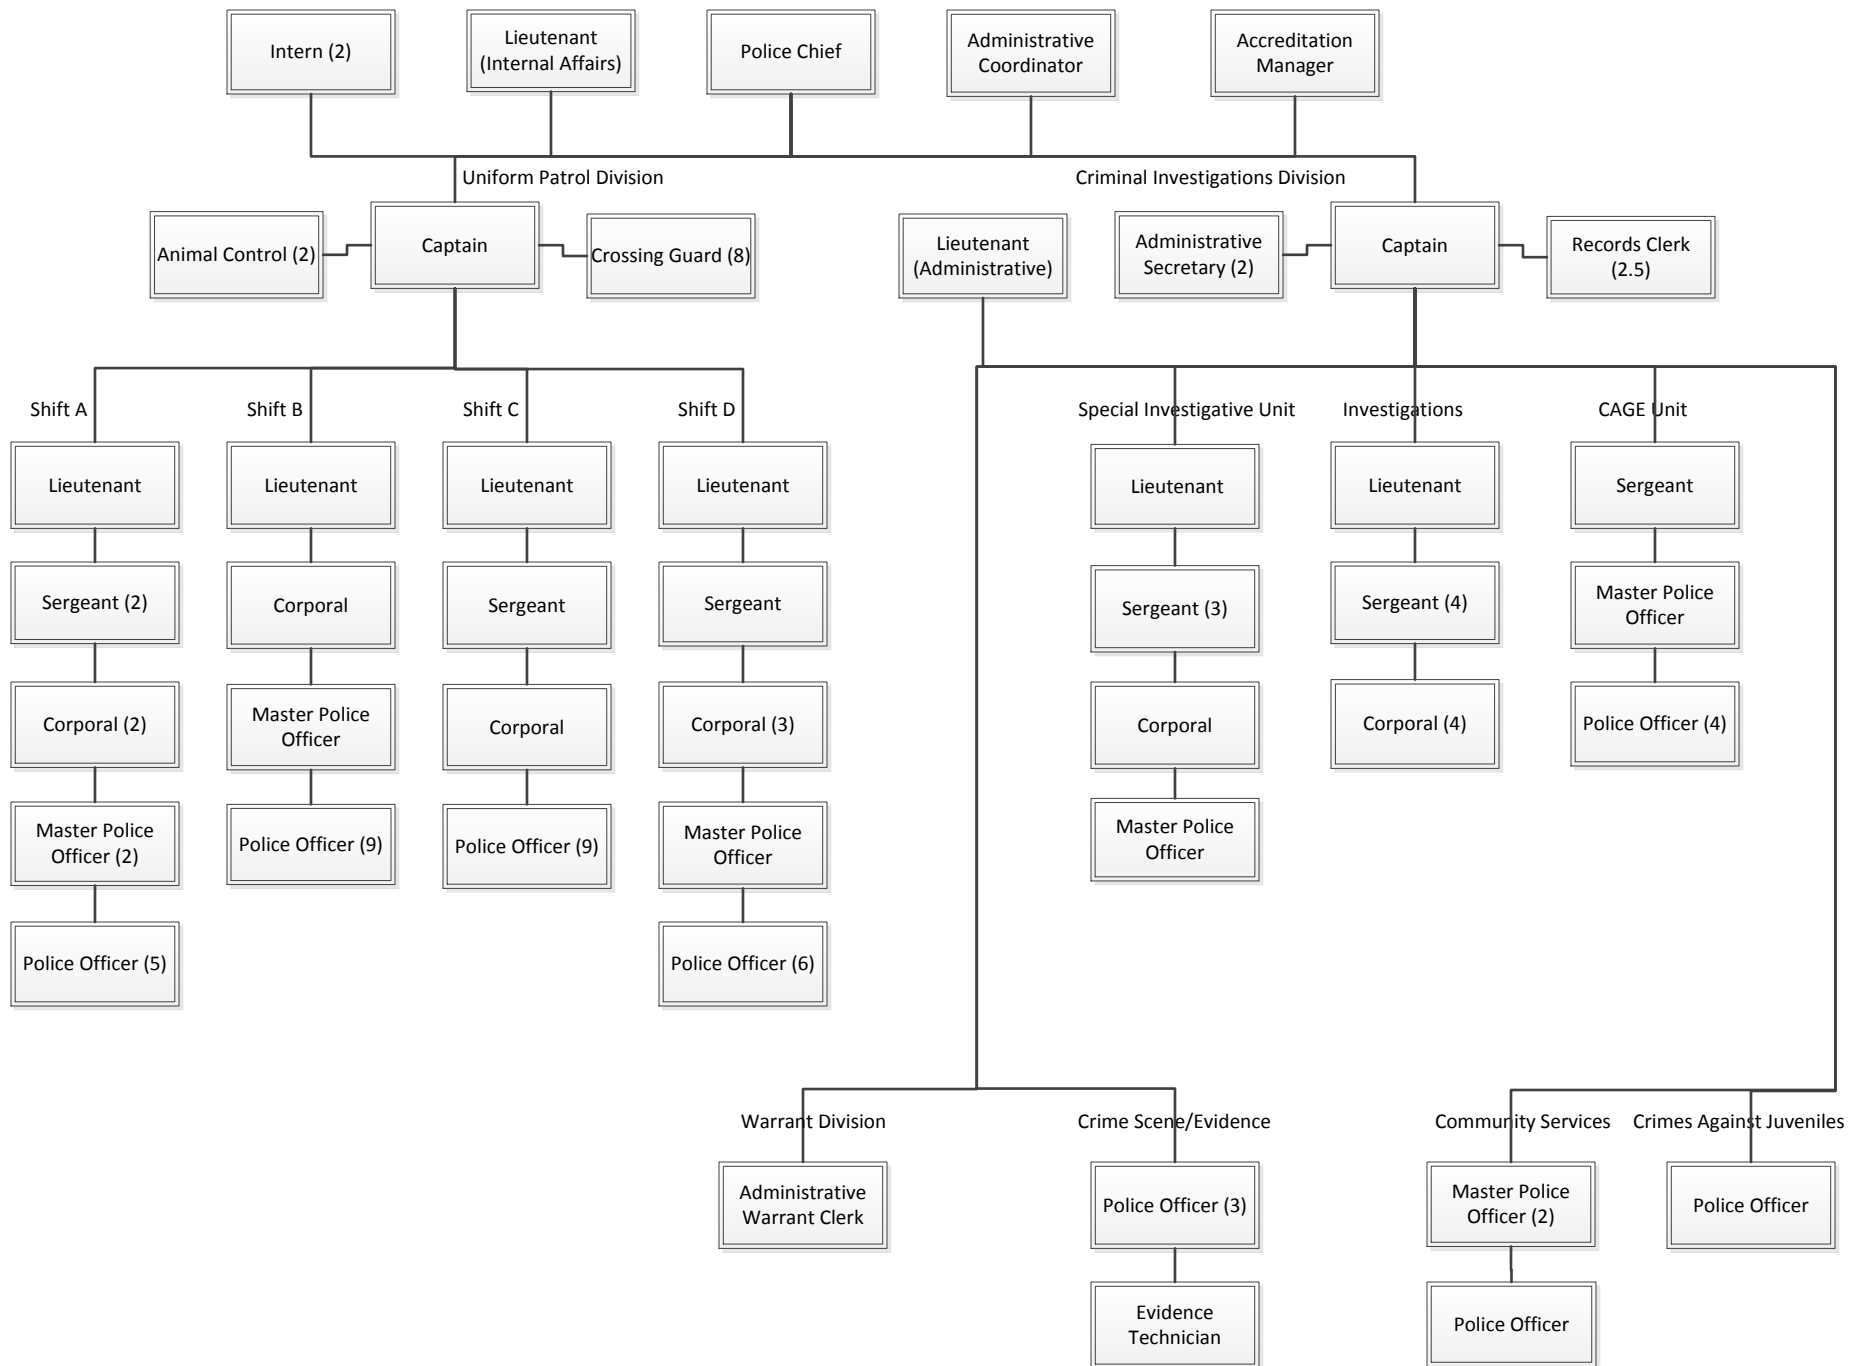 Intern (2)
Lieutenant
(Internal Affairs)
Police Chief
Administrative
Coordinator
Accreditation
Manager
Uniform Patrol Division
Criminal Investigations Division
Animal Control (2)
Captain
Crossing Guard (8)
Lieutenant
(Administrative)
Administrative
Secretary (2)
Captain
Records Clerk
(2.5)
Shift A
Shift B
Shift C
Shift D
Special Investigative Unit
Investigations
CAGE Unit
Lieutenant
Lieutenant
Lieutenant
Lieutenant
Lieutenant
Lieutenant
Sergeant
Sergeant (2)
Corporal
Sergeant
Sergeant
Sergeant (3)
Sergeant (4)
Master Police
Officer
Corporal (2)
Master Police
Officer
Corporal
Corporal (3)
Corporal
Corporal (4)
Police Officer (4)
Master Police
Officer (2)
Police Officer (9)
Police Officer (9)
Master Police
Officer
Master Police
Officer
Police Officer (5)
Police Officer (6)
Warrant Division
Crime Scene/Evidence
Community Services
Crimes Against Juveniles
Administrative
Warrant Clerk
Police Officer (3)
Master Police
Officer (2)
Police Officer
Evidence
Technician
Police Officer